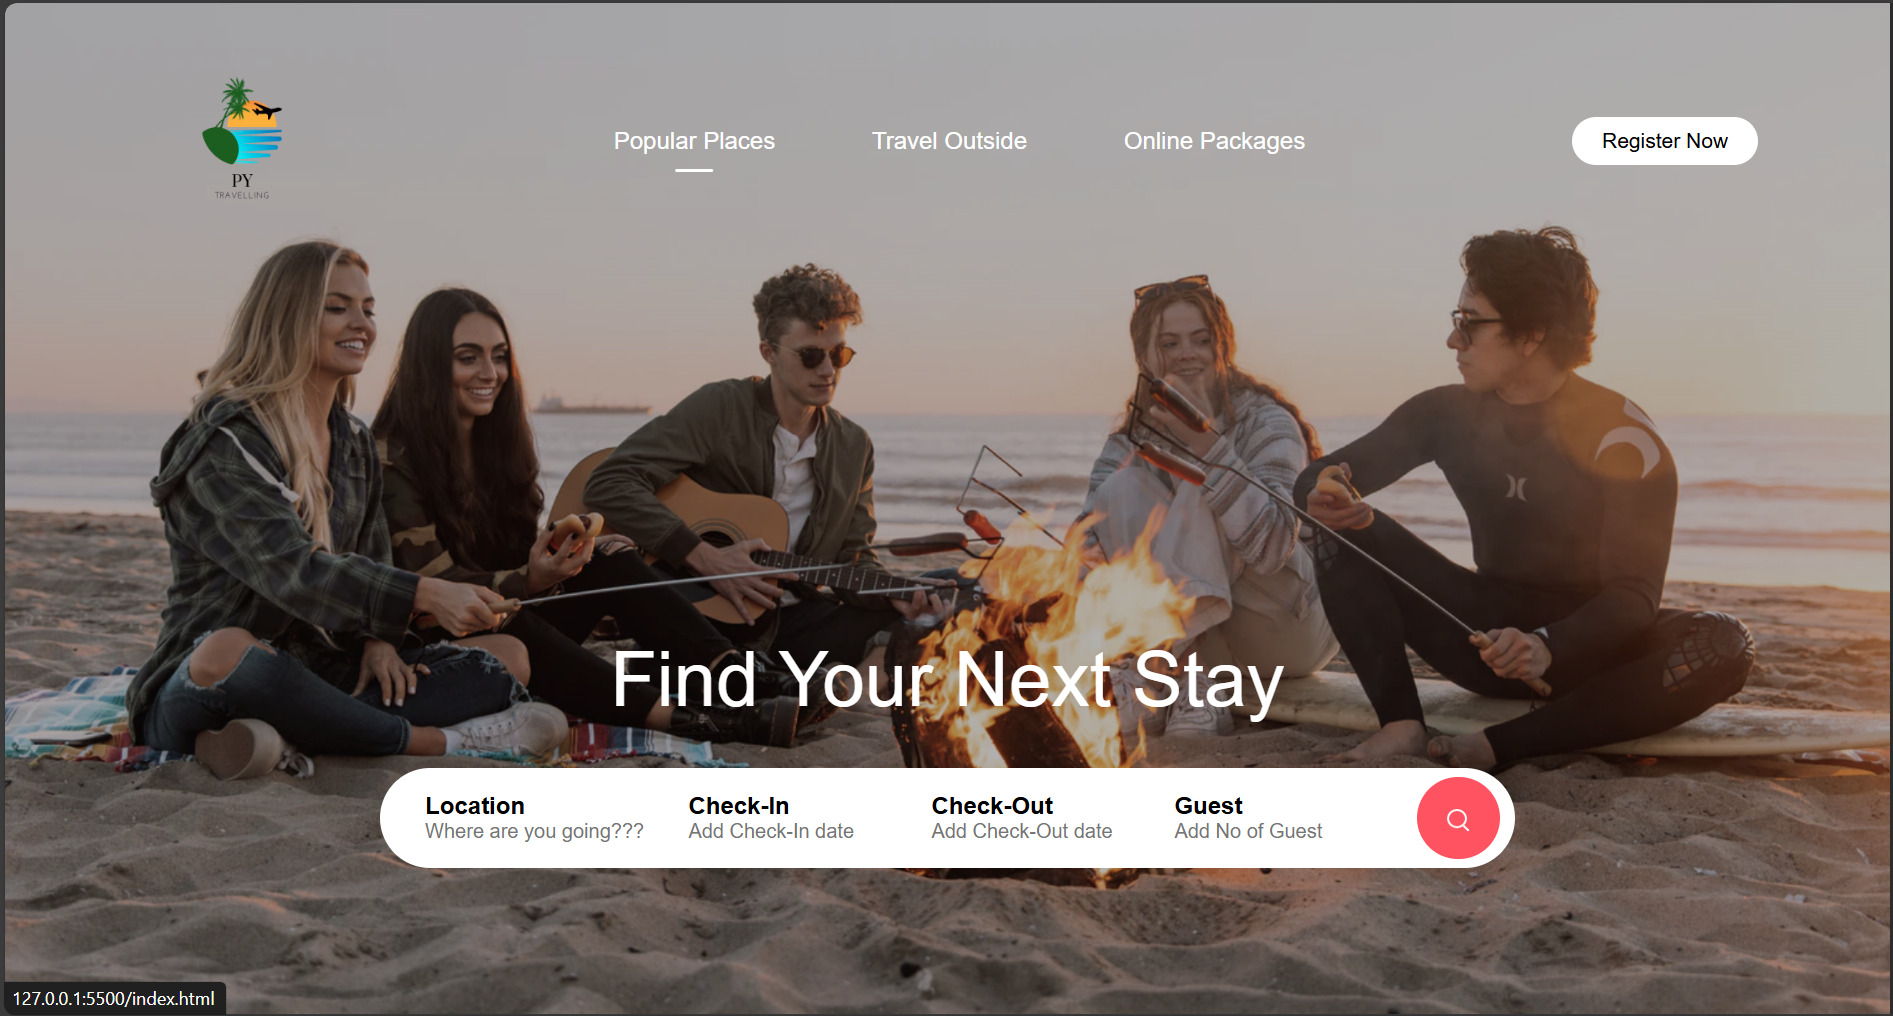 PY
TRAVELLING
Popular Places
Travel Outside
Online Packages
Register Now
Find Your Next Stay
Location
Where are you going???
Check-In
Add Check-In date
Check-Out
Add Check-Out date
Guest
Add No of Guest
127.0.0.1:5500/index.html